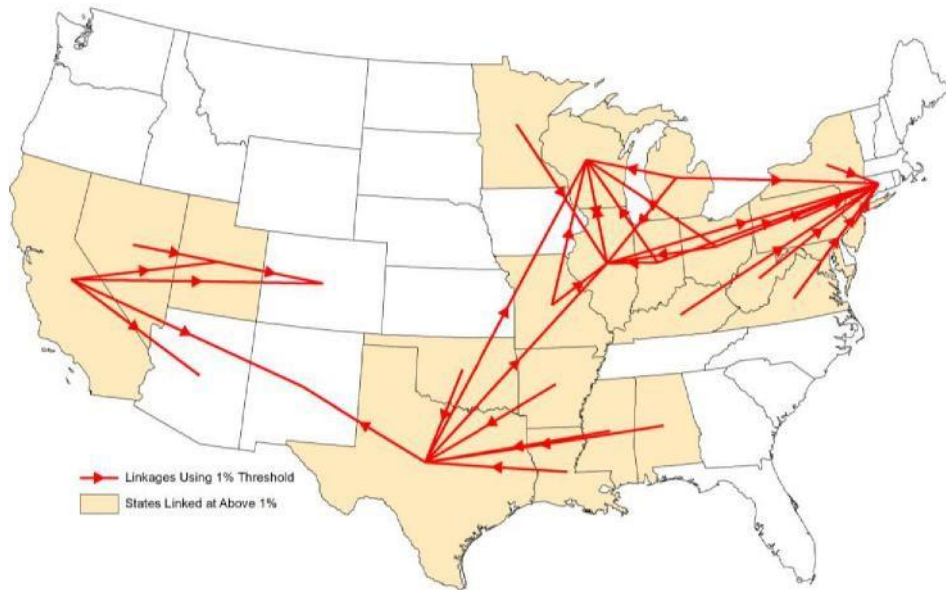 Linkages Using 1% Threshold
States Linked at Above 1%